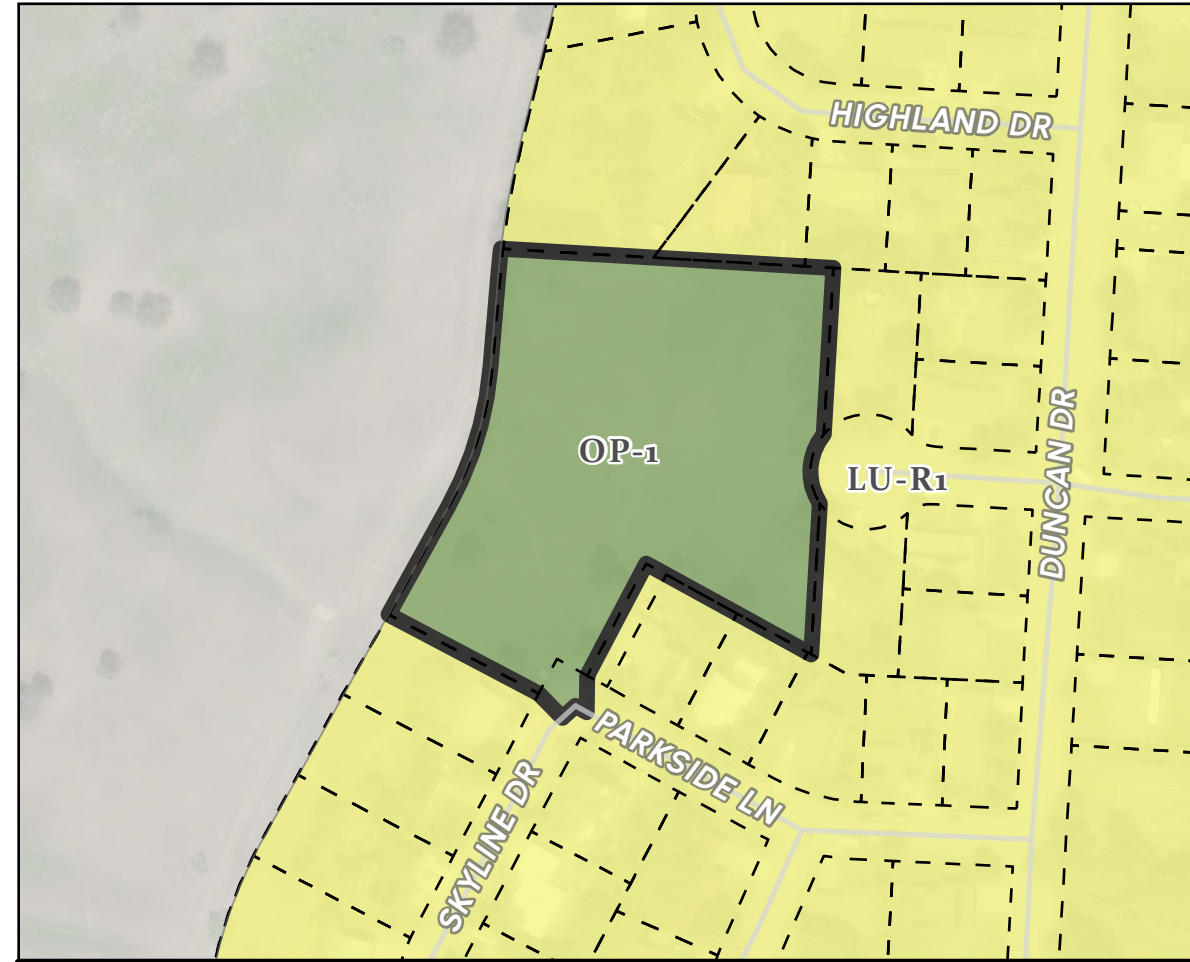 HIGHLAND DR
OP-1
LU-R1
DUNCAN DR
PARKSIDE LN
SKYLINE DR